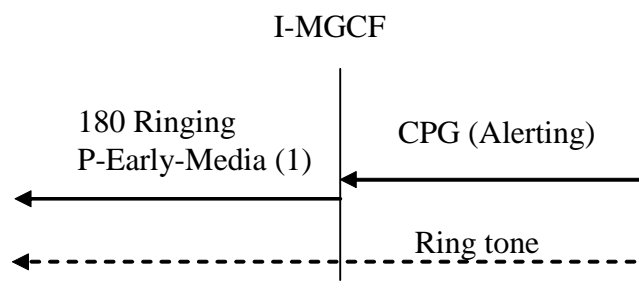 I-MGCF
180 Ringing
P-Early-Media (1)
CPG (Alerting)
Ring tone